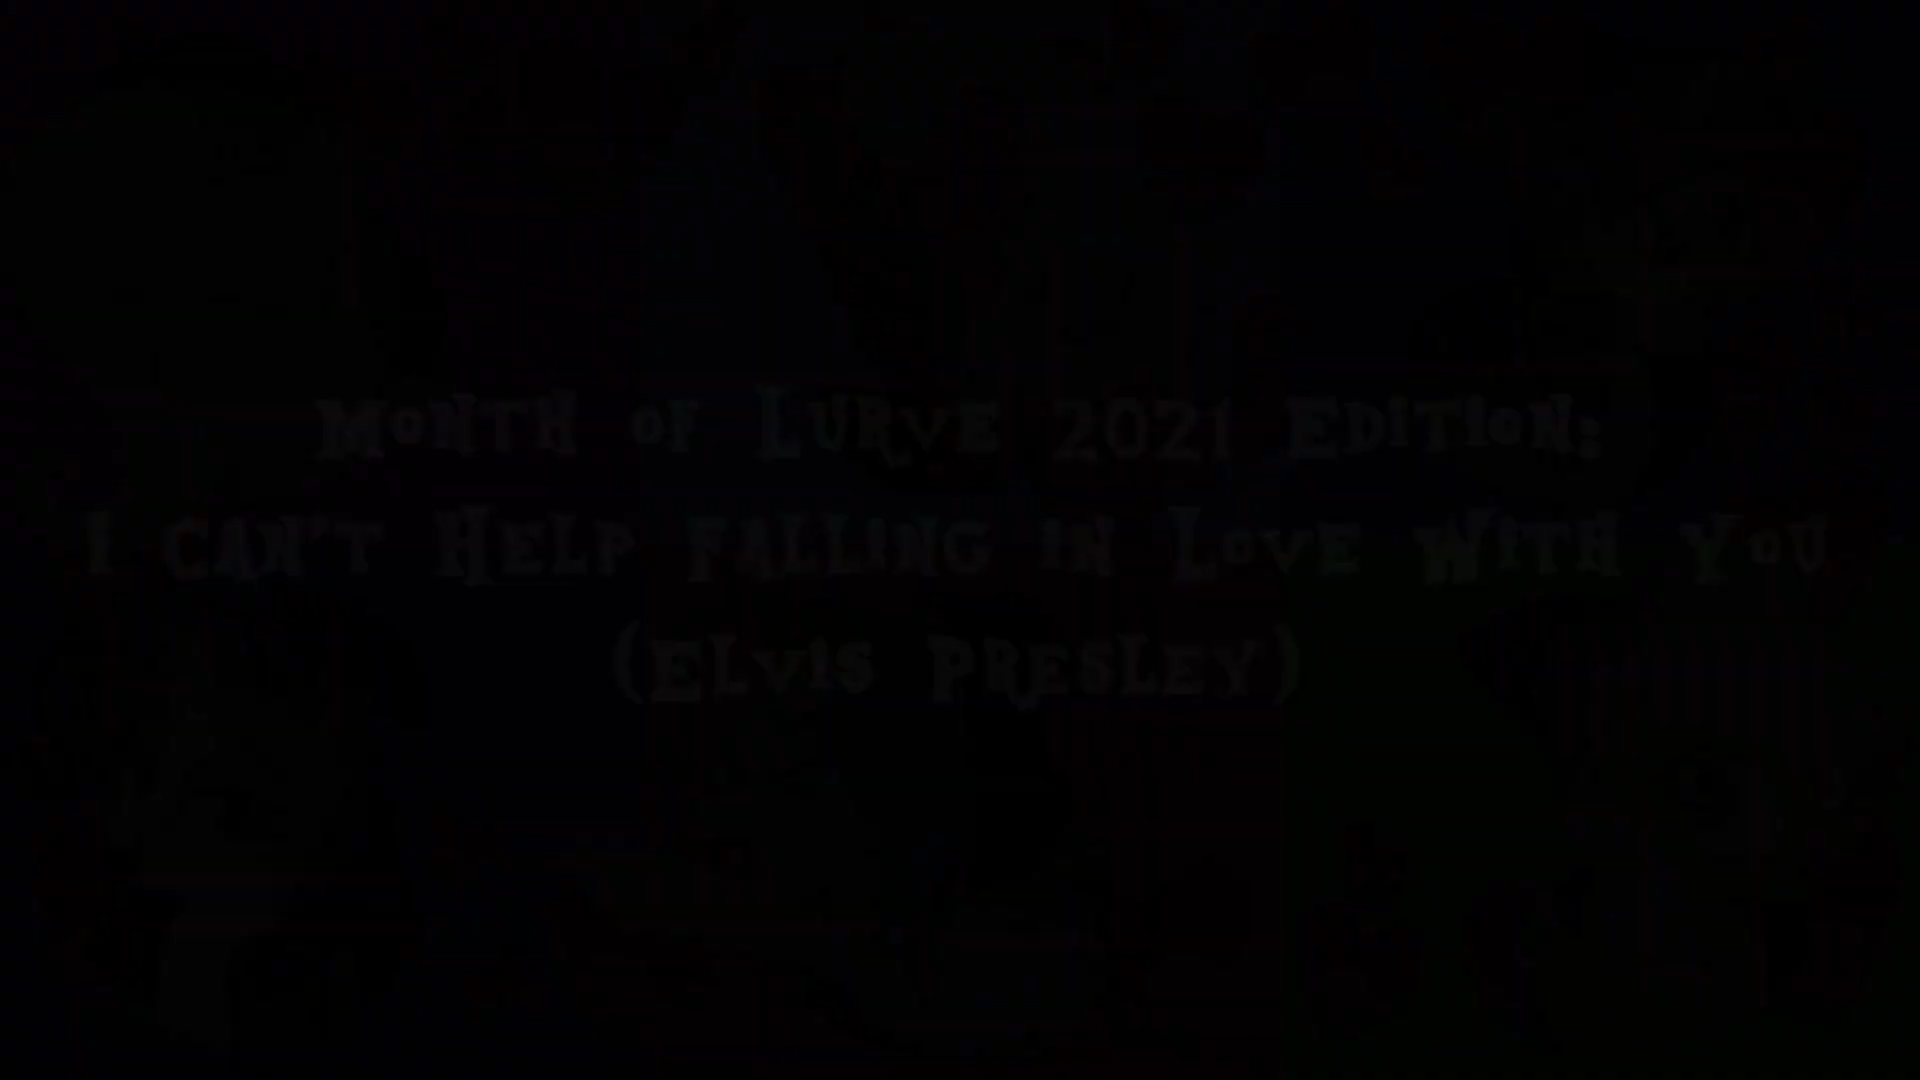 Month of Lurve 2021 Edition:
I Can't Help Falling in Love With You
(Elvis Presley)